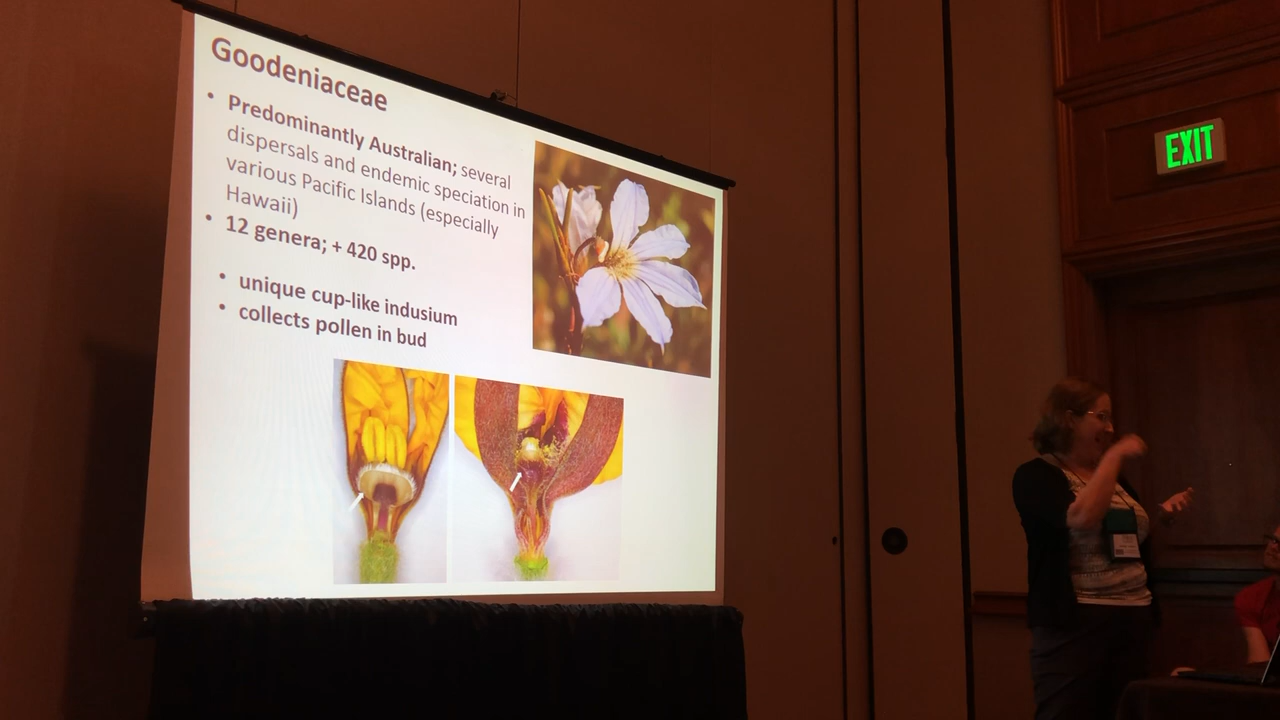 Goodeniaceae
• Predominantly Australian; several
dispersals and endemic speciation in
various Pacific Islands (especially
Hawaii)
• 12 genera; + 420 spp.
• unique cup-like indusium
• collects pollen in bud
EXIT